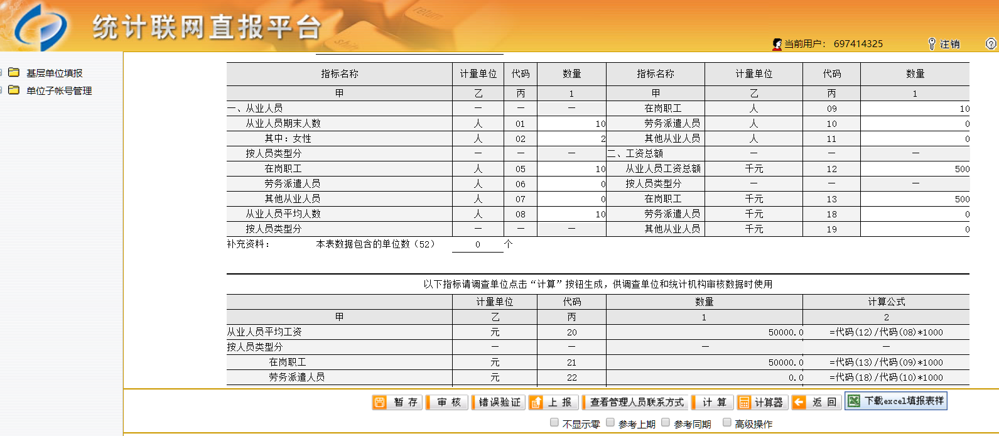 统计联网直报平台
return
shift
当前用户： 697414325 注销
基层单位填报
单位子帐号管理
指标名称 计量单位 代码 数量 指标名称 计量单位 代码 数量
甲 乙 丙 1 甲 乙 丙 1
一、从业人员 — — — 在岗职工 人 09 10
从业人员期末人数 人 01 10 劳务派遣人员 人 10 0
其中：女性 人 02 2 其他从业人员 人 11 0
按人员类型分 — — — 二、工资总额 — — —
在岗职工 人 05 10 从业人员工资总额 千元 12 500
劳务派遣人员 人 06 0 按人员类型分 — — —
其他从业人员 人 07 0 在岗职工 千元 13 500
从业人员平均人数 人 08 10 劳务派遣人员 千元 18 0
按人员类型分 — — — 其他从业人员 千元 19 0
补充资料： 本表数据包含的单位数（52） 0 个
以下指标请调查单位点击“计算”按钮生成，供调查单位和统计机构审核数据时使用
计量单位 代码 数量 计算公式
甲 乙 丙 1 2
从业人员平均工资 元 20 50000.0 =代码(12)/代码(08)*1000
按人员类型分 — — — —
在岗职工 元 21 50000.0 =代码(13)/代码(09)*1000
劳务派遣人员 元 22 0.0 =代码(18)/代码(10)*1000
暂 存 审 核 错误验证 上 报 查看管理人员联系方式 计 算 计算器 返 回 下载excel填报表样
不显示零 参考上期 参考同期 高级操作